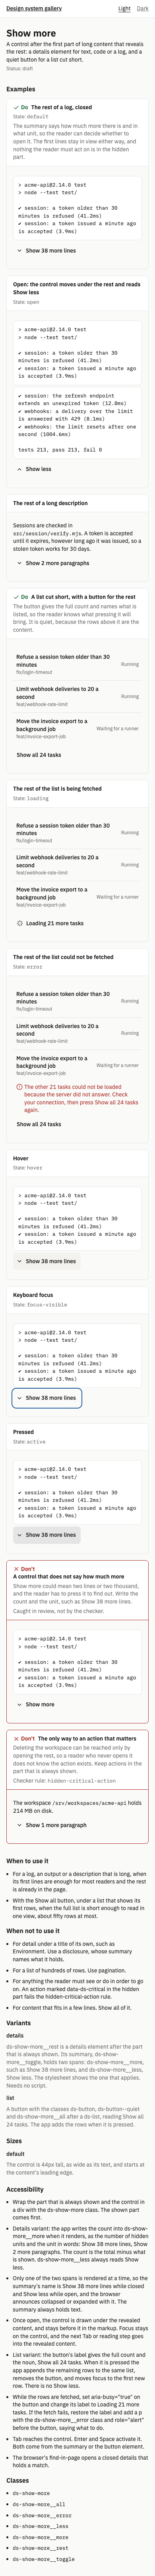 Design system gallery
Light
Dark
Show more
A control after the first part of long content that reveals the rest: a details element for text, code or a log, and a quiet button for a list cut short.
Status: draft
Examples
Do The rest of a log, closed
State: default
The summary says how much more there is and in what unit, so the reader can decide whether to open it. The first lines stay in view either way, and nothing the reader must act on is in the hidden part.
> acme-api@2.14.0 test
> node --test test/
✔ session: a token older than 30 minutes is refused (41.2ms)
✔ session: a token issued a minute ago is accepted (3.9ms)
Show 38 more lines
Open: the control moves under the rest and reads Show less
State: open
> acme-api@2.14.0 test
> node --test test/
✔ session: a token older than 30 minutes is refused (41.2ms)
✔ session: a token issued a minute ago is accepted (3.9ms)
✔ session: the refresh endpoint extends an unexpired token (12.8ms)
✔ webhooks: a delivery over the limit is answered with 429 (8.1ms)
✔ webhooks: the limit resets after one second (1004.6ms)
tests 213, pass 213, fail 0
Show less
The rest of a long description
Sessions are checked in src/session/verify.mjs. A token is accepted until it expires, however long ago it was issued, so a stolen token works for 30 days.
Show 2 more paragraphs
Do A list cut short, with a button for the rest
The button gives the full count and names what is listed, so the reader knows what pressing it will bring. It is quiet, because the rows above it are the content.
Refuse a session token older than 30 minutes
fix/login-timeout
Running
Limit webhook deliveries to 20 a second
feat/webhook-rate-limit
Running
Move the invoice export to a background job
feat/invoice-export-job
Waiting for a runner
Show all 24 tasks
The rest of the list is being fetched
State: loading
Refuse a session token older than 30 minutes
fix/login-timeout
Running
Limit webhook deliveries to 20 a second
feat/webhook-rate-limit
Running
Move the invoice export to a background job
feat/invoice-export-job
Waiting for a runner
Loading 21 more tasks
The rest of the list could not be fetched
State: error
Refuse a session token older than 30 minutes
fix/login-timeout
Running
Limit webhook deliveries to 20 a second
feat/webhook-rate-limit
Running
Move the invoice export to a background job
feat/invoice-export-job
Waiting for a runner
The other 21 tasks could not be loaded because the server did not answer. Check your connection, then press Show all 24 tasks again.
Show all 24 tasks
Hover
State: hover
> acme-api@2.14.0 test
> node --test test/
✔ session: a token older than 30 minutes is refused (41.2ms)
✔ session: a token issued a minute ago is accepted (3.9ms)
Show 38 more lines
Keyboard focus
State: focus-visible
> acme-api@2.14.0 test
> node --test test/
✔ session: a token older than 30 minutes is refused (41.2ms)
✔ session: a token issued a minute ago is accepted (3.9ms)
Show 38 more lines
Pressed
State: active
> acme-api@2.14.0 test
> node --test test/
✔ session: a token older than 30 minutes is refused (41.2ms)
✔ session: a token issued a minute ago is accepted (3.9ms)
Show 38 more lines
Don't
A control that does not say how much more
Show more could mean two lines or two thousand, and the reader has to press it to find out. Write the count and the unit, such as Show 38 more lines.
Caught in review, not by the checker.
> acme-api@2.14.0 test
> node --test test/
✔ session: a token older than 30 minutes is refused (41.2ms)
✔ session: a token issued a minute ago is accepted (3.9ms)
Show more
Don't The only way to an action that matters
Deleting the workspace can be reached only by opening the rest, so a reader who never opens it does not know the action exists. Keep actions in the part that is always shown.
Checker rule: hidden-critical-action
The workspace /srv/workspaces/acme-api holds 214 MB on disk.
Show 1 more paragraph
When to use it
For a log, an output or a description that is long, when its first lines are enough for most readers and the rest is already in the page.
With the Show all button, under a list that shows its first rows, when the full list is short enough to read in one view, about fifty rows at most.
When not to use it
For detail under a title of its own, such as Environment. Use a disclosure, whose summary names what it holds.
For a list of hundreds of rows. Use pagination.
For anything the reader must see or do in order to go on. An action marked data-ds-critical in the hidden part fails the hidden-critical-action rule.
For content that fits in a few lines. Show all of it.
Variants
details
ds-show-more__rest is a details element after the part that is always shown. Its summary, ds-show-more__toggle, holds two spans: ds-show-more__more, such as Show 38 more lines, and ds-show-more__less, Show less. The stylesheet shows the one that applies. Needs no script.
list
A button with the classes ds-button, ds-button--quiet and ds-show-more__all after a ds-list, reading Show all 24 tasks. The app adds the rows when it is pressed.
Sizes
default
The control is 44px tall, as wide as its text, and starts at the content's leading edge.
Accessibility
Wrap the part that is always shown and the control in a div with the ds-show-more class. The shown part comes first.
Details variant: the app writes the count into ds-show-more__more when it renders, as the number of hidden units and the unit in words: Show 38 more lines, Show 2 more paragraphs. The count is the total minus what is shown. ds-show-more__less always reads Show less.
Only one of the two spans is rendered at a time, so the summary's name is Show 38 more lines while closed and Show less while open, and the browser announces collapsed or expanded with it. The summary always holds text.
Once open, the control is drawn under the revealed content, and stays before it in the markup. Focus stays on the control, and the next Tab or reading step goes into the revealed content.
List variant: the button's label gives the full count and the noun, Show all 24 tasks. When it is pressed the app appends the remaining rows to the same list, removes the button, and moves focus to the first new row. There is no Show less.
While the rows are fetched, set aria-busy="true" on the button and change its label to Loading 21 more tasks. If the fetch fails, restore the label and add a p with the ds-show-more__error class and role="alert" before the button, saying what to do.
Tab reaches the control. Enter and Space activate it. Both come from the summary or the button element.
The browser's find-in-page opens a closed details that holds a match.
Classes
ds-show-more
ds-show-more__all
ds-show-more__error
ds-show-more__less
ds-show-more__more
ds-show-more__rest
ds-show-more__toggle